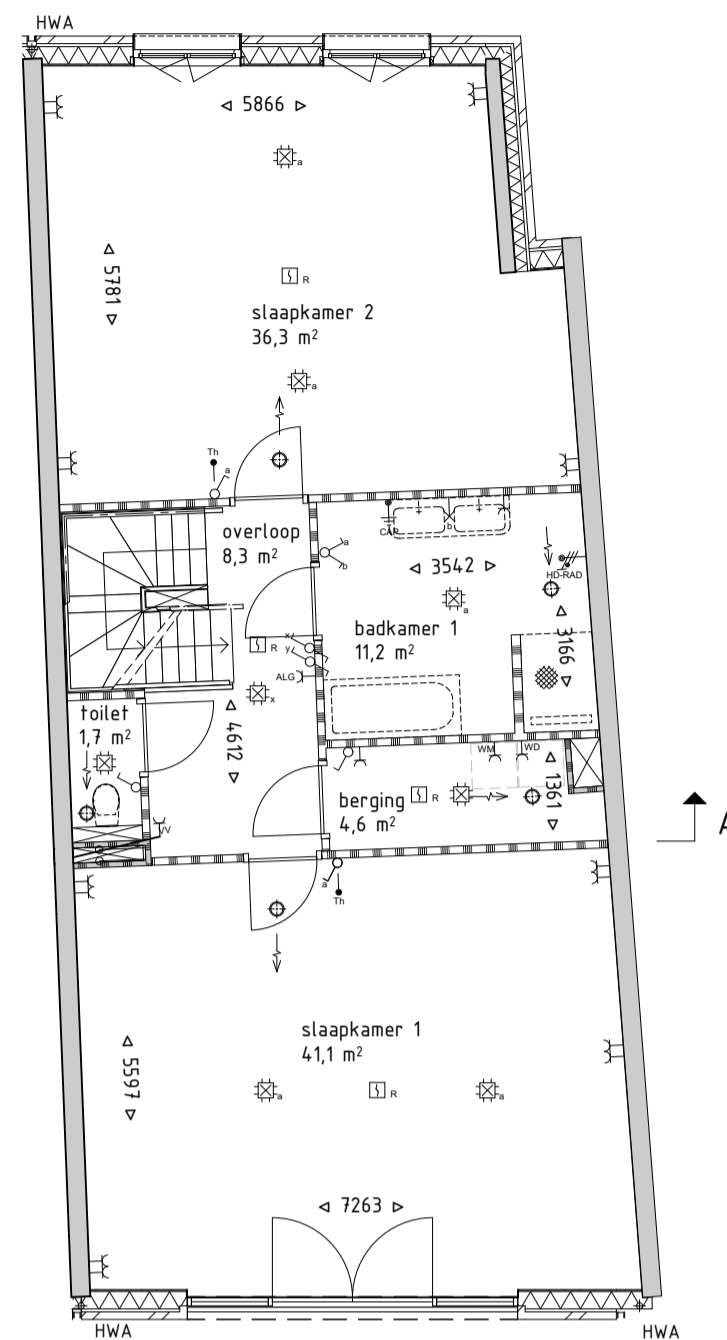 HWA
5866
a
5781
R
slaapkamer 2
36,3 m²
a
Th
a
overloop
8,3 m²
CAP
b
a
b
3542
HD-RAD
a
badkamer 1
11,2 m²
3166
x
y
R
ALG
x
toilet
1,7 m²
4612
WM
WD
berging
4,6 m²
R
1361
A
a
Th
slaapkamer 1
41,1 m²
5597
a
R
a
7263
HWA
HWA